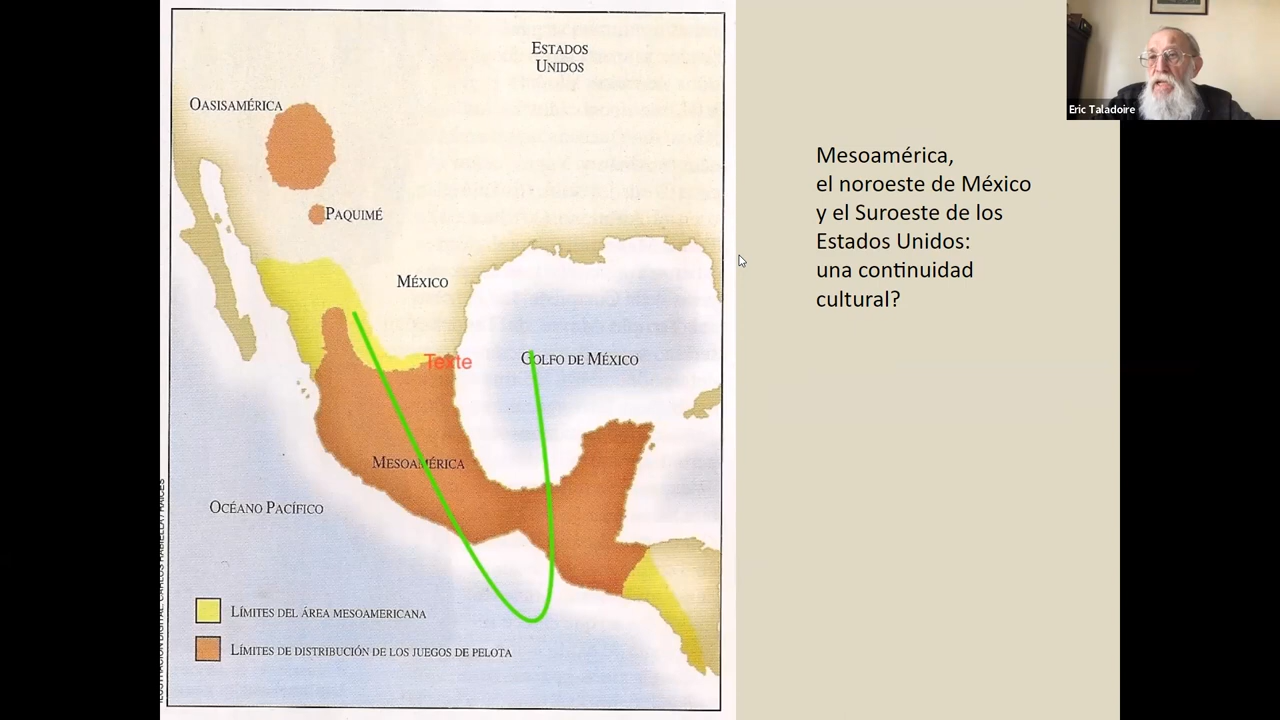 ESTADOS
UNIDOS
OASISAMÉRICA
PAQUIMÉ
MÉXICO
Texte
GOLFO DE MÉXICO
MESOAMÉRICA
OCÉANO PACÍFICO
LÍMITES DEL ÁREA MESOAMERICANA
LÍMITES DE DISTRIBUCIÓN DE LOS JUEGOS DE PELOTA
Eric Taladoire
Mesoamérica,
el noroeste de México
y el Suroeste de los
Estados Unidos:
una continuidad
cultural?